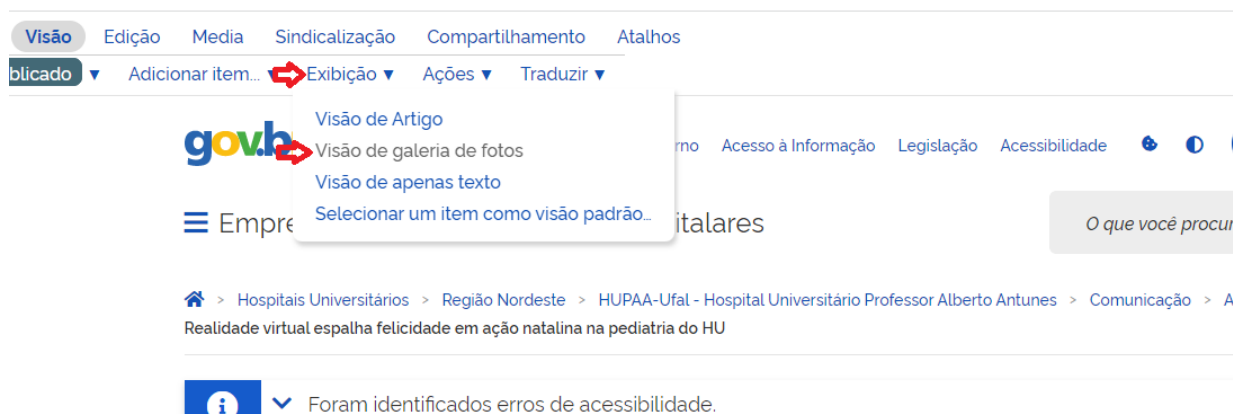 Visão Edição Media Sindicalização Compartilhamento Atalhos
blicado Adicionar item... Exibição Ações Traduzir
Visão de Artigo
gov.b rno Acesso à Informação Legislação Acessibilidade
Visão de galeria de fotos
Visão de apenas texto
Selecionar um item como visão padrão...
Empre italares O que você procur
> Hospitais Universitários > Região Nordeste > HUPAA-Ufal - Hospital Universitário Professor Alberto Antunes > Comunicação > A
Realidade virtual espalha felicidade em ação natalina na pediatria do HU
Foram identificados erros de acessibilidade.